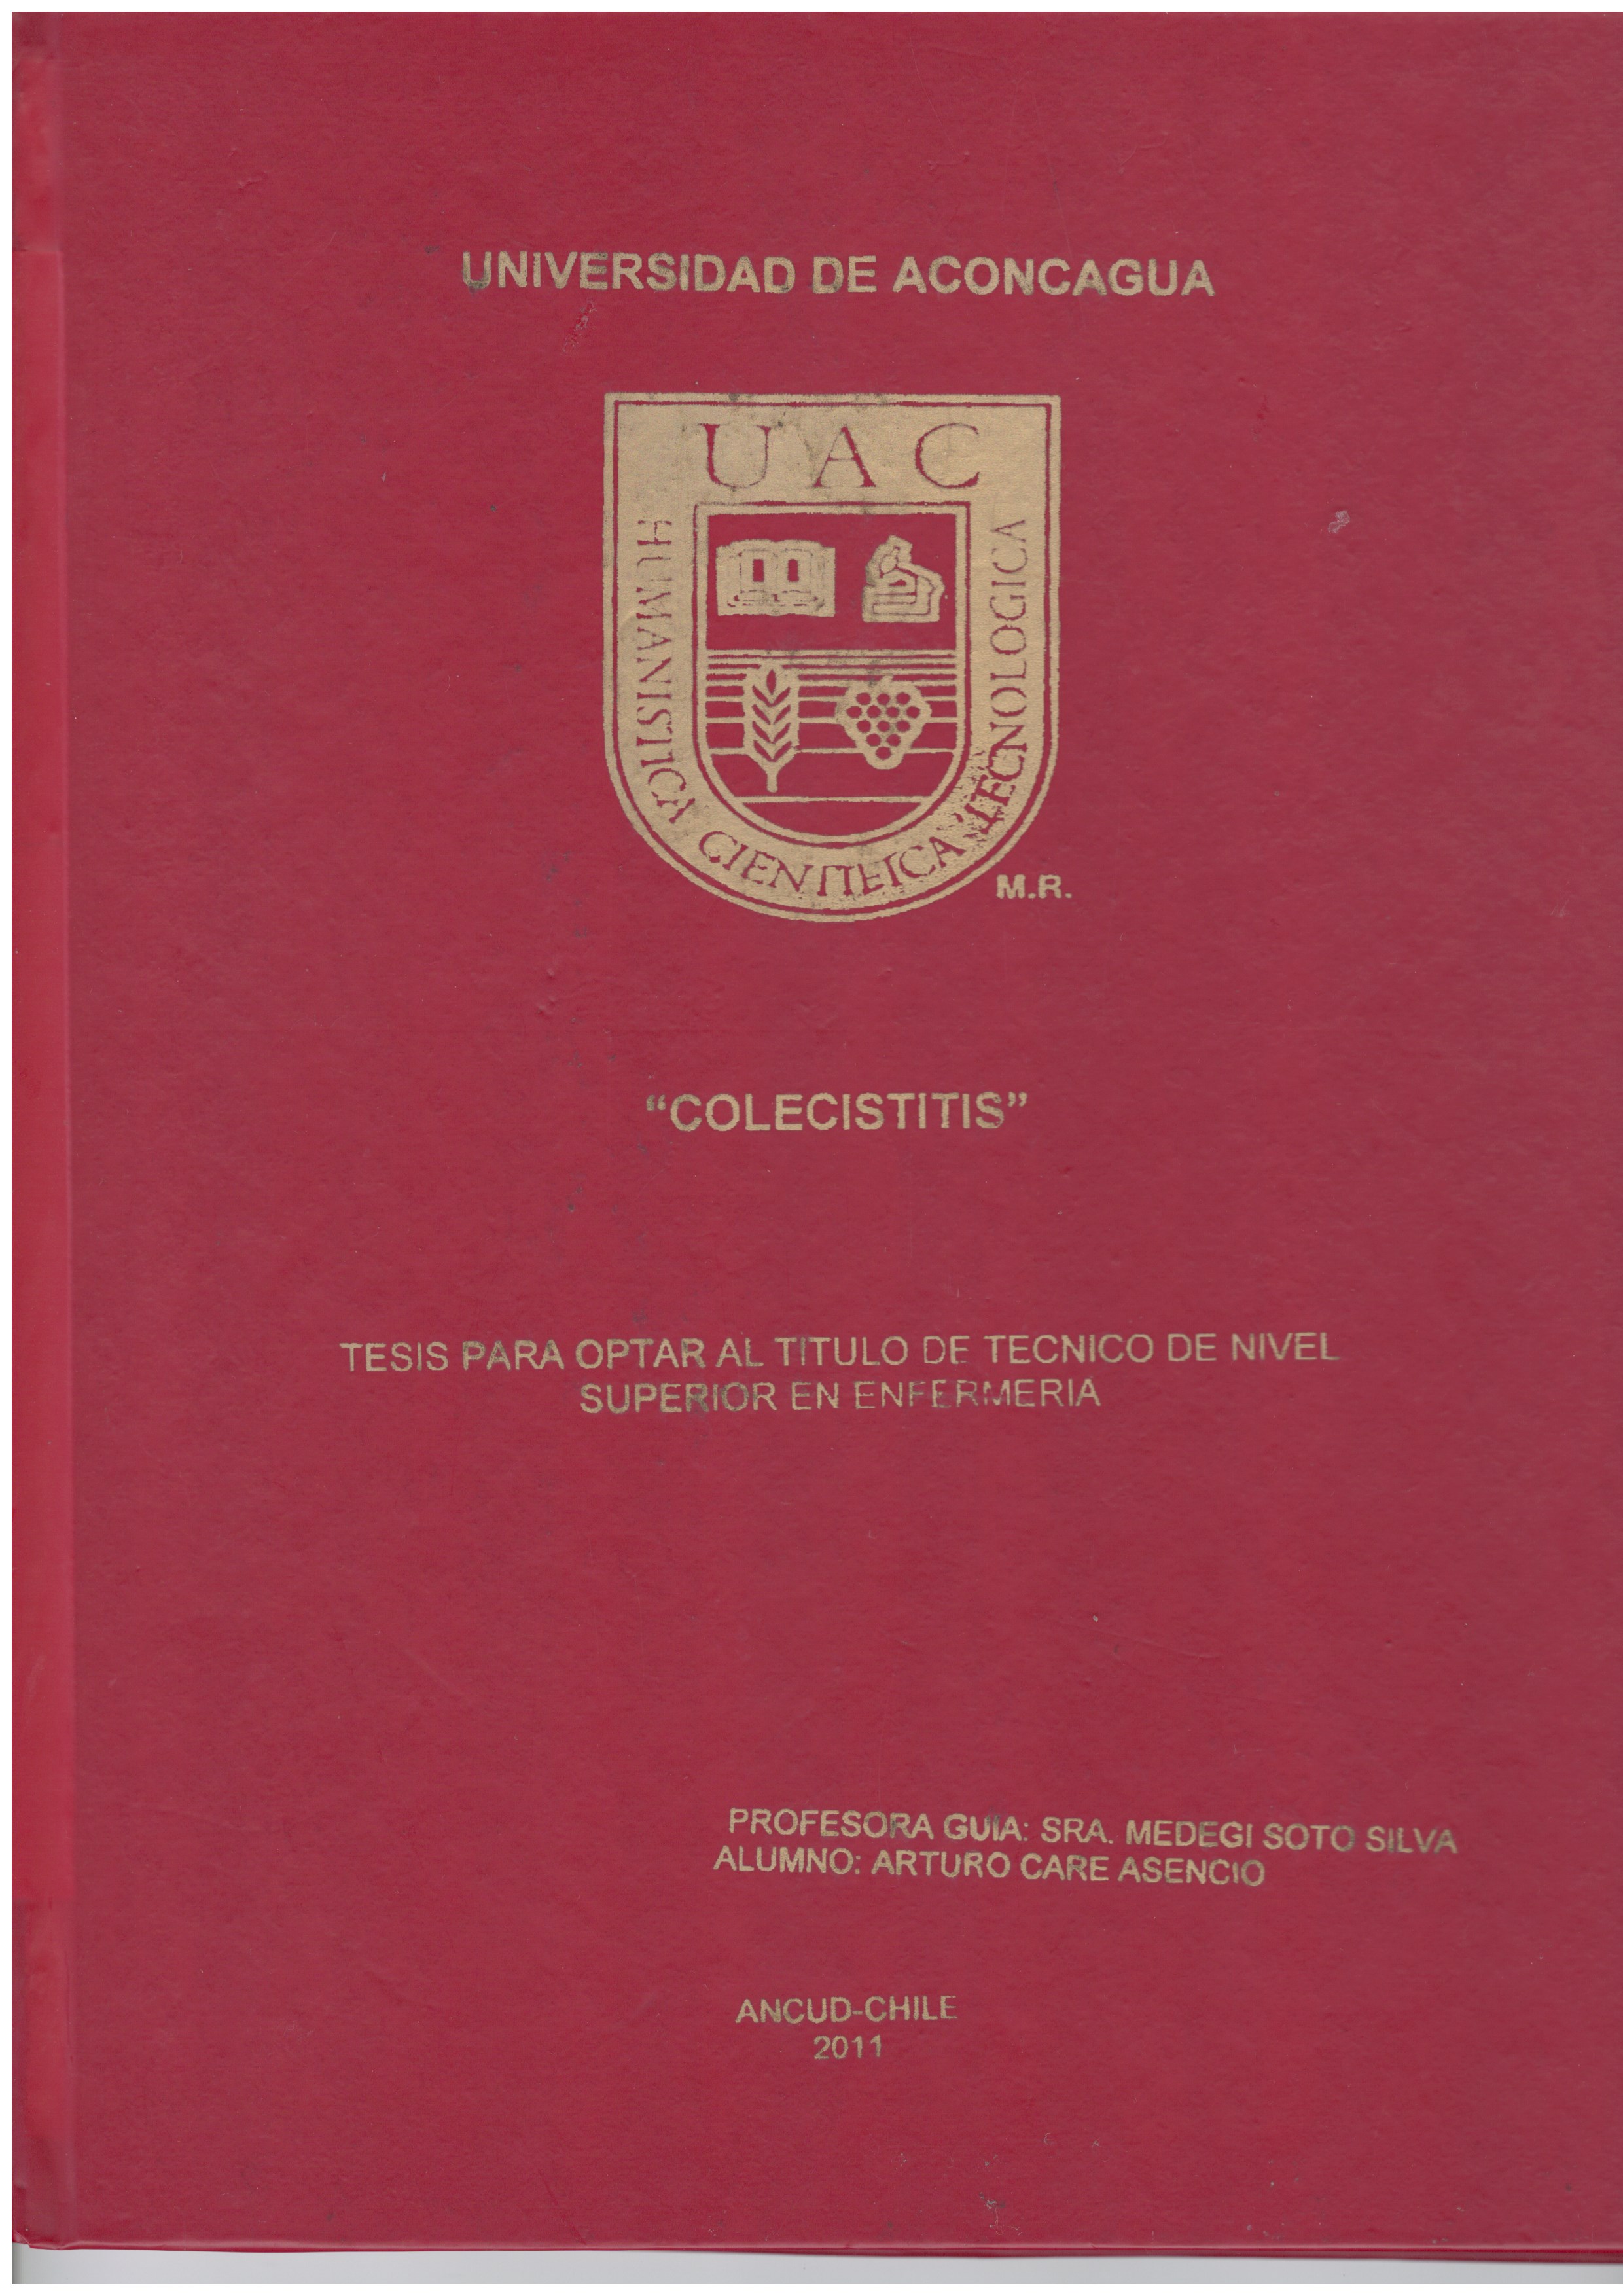 UNIVERSIDAD DE ACONCAGUA
UAC
HUMANISTICA CIENTIFICA TECNOLOGICA
M.R.
“COLECISTITIS”
TESIS PARA OPTAR AL TITULO DE TECNICO DE NIVEL
SUPERIOR EN ENFERMERIA
PROFESORA GUIA: SRA. MEDEGI SOTO SILVA
ALUMNO: ARTURO CARE ASENCIO
ANCUD-CHILE
2011